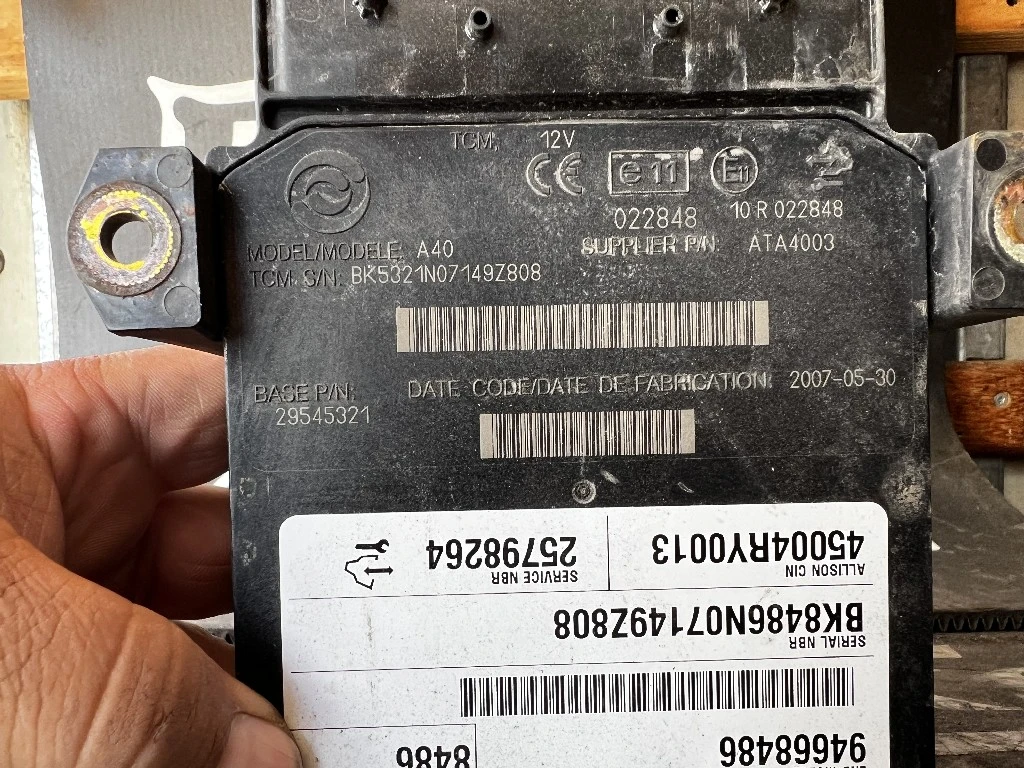 TCM, 12V
CE e11 E11
022848 10 R 022848
MODEL/MODELE, A40 SUPPLIER P/N: ATA4003
TCM, S/N: BK5321N07149Z808
BASE P/N: DATE CODE/DATE DE FABRICATION: 2007-05-30
29545321
ALLISON CIN SERVICE NBR
45004RY0013 25798264
SERIAL NBR
BK8486N07149Z808
94668486 8486